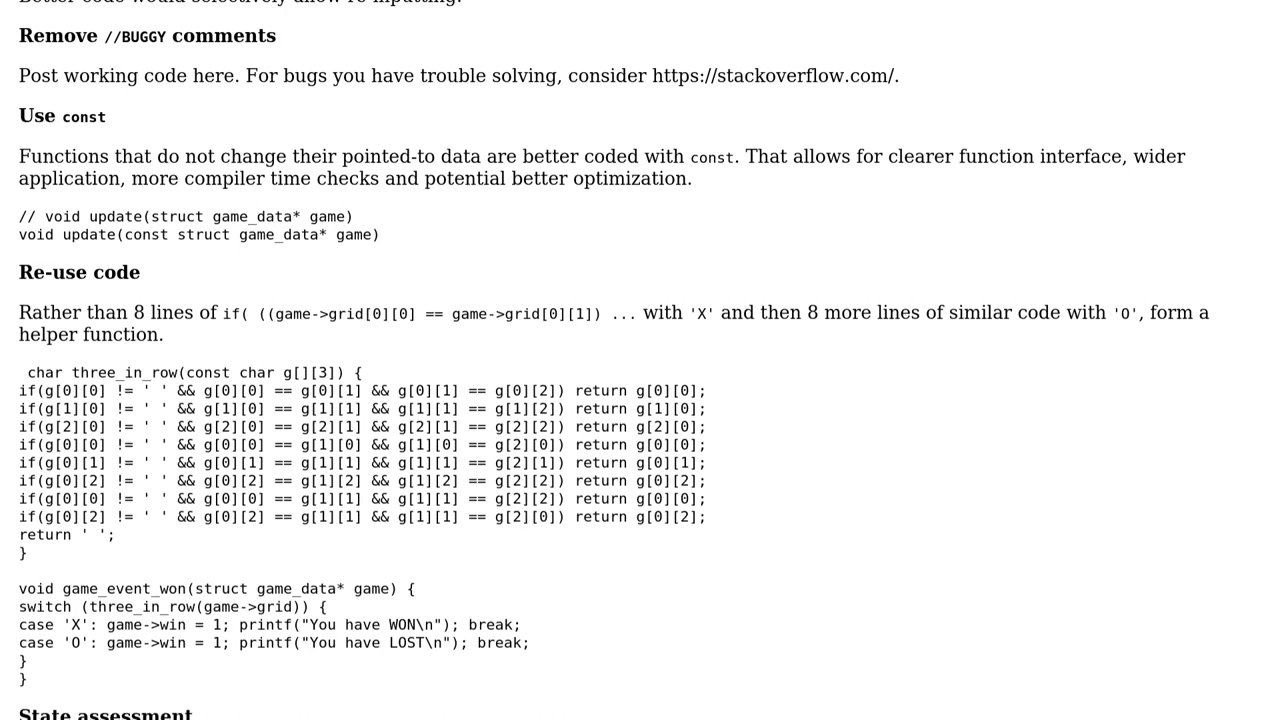 Better code would selectively allow re-inputting.
Remove //BUGGY comments
Post working code here. For bugs you have trouble solving, consider https://stackoverflow.com/.
Use const
Functions that do not change their pointed-to data are better coded with const. That allows for clearer function interface, wider
application, more compiler time checks and potential better optimization.
// void update(struct game_data* game)
void update(const struct game_data* game)
Re-use code
Rather than 8 lines of if( ((game->grid[0][0] == game->grid[0][1]) ... with 'X' and then 8 more lines of similar code with 'O', form a
helper function.
char three_in_row(const char g[][3]) {
if(g[0][0] != ' ' && g[0][0] == g[0][1] && g[0][1] == g[0][2]) return g[0][0];
if(g[1][0] != ' ' && g[1][0] == g[1][1] && g[1][1] == g[1][2]) return g[1][0];
if(g[2][0] != ' ' && g[2][0] == g[2][1] && g[2][1] == g[2][2]) return g[2][0];
if(g[0][0] != ' ' && g[0][0] == g[1][0] && g[1][0] == g[2][0]) return g[0][0];
if(g[0][1] != ' ' && g[0][1] == g[1][1] && g[1][1] == g[2][1]) return g[0][1];
if(g[0][2] != ' ' && g[0][2] == g[1][2] && g[1][2] == g[2][2]) return g[0][2];
if(g[0][0] != ' ' && g[0][0] == g[1][1] && g[1][1] == g[2][2]) return g[0][0];
if(g[0][2] != ' ' && g[0][2] == g[1][1] && g[1][1] == g[2][0]) return g[0][2];
return ' ';
}
void game_event_won(struct game_data* game) {
switch (three_in_row(game->grid)) {
case 'X': game->win = 1; printf("You have WON\n"); break;
case 'O': game->win = 1; printf("You have LOST\n"); break;
}
}
State assessment